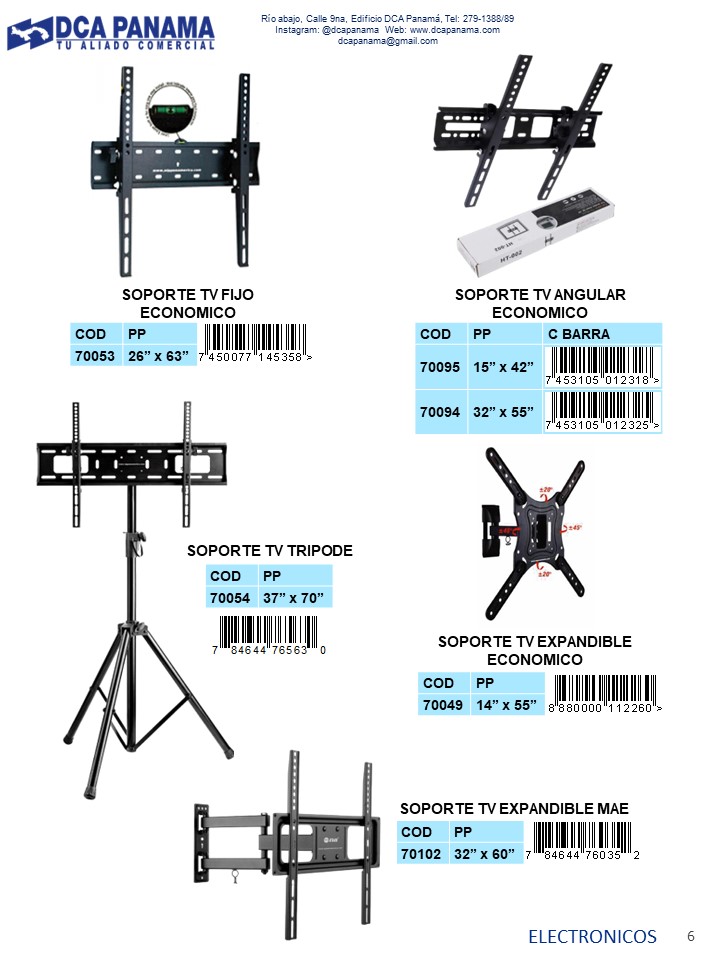 DCA PANAMA
TU ALIADO COMERCIAL
Río abajo, Calle 9na, Edificio DCA Panamá, Tel: 279-1388/89
Instagram: @dcapanama Web: www.dcapanama.com
dcapanama@gmail.com
SOPORTE TV FIJO
ECONOMICO
COD PP
70053 26” x 63”
7 450077 145358 >
HT-002
HT-002
SOPORTE TV ANGULAR
ECONOMICO
COD PP C BARRA
70095 15” x 42”
7 453105 012318 >
70094 32” x 55”
7 453105 012325 >
SOPORTE TV TRIPODE
COD PP
70054 37” x 70”
7 84644 76563 0
±20°
±45°
±45°
±20°
SOPORTE TV EXPANDIBLE
ECONOMICO
COD PP
70049 14” x 55”
8 880000 112260 >
SOPORTE TV EXPANDIBLE MAE
COD PP
70102 32” x 60”
7 84644 76035 2
ELECTRONICOS 6